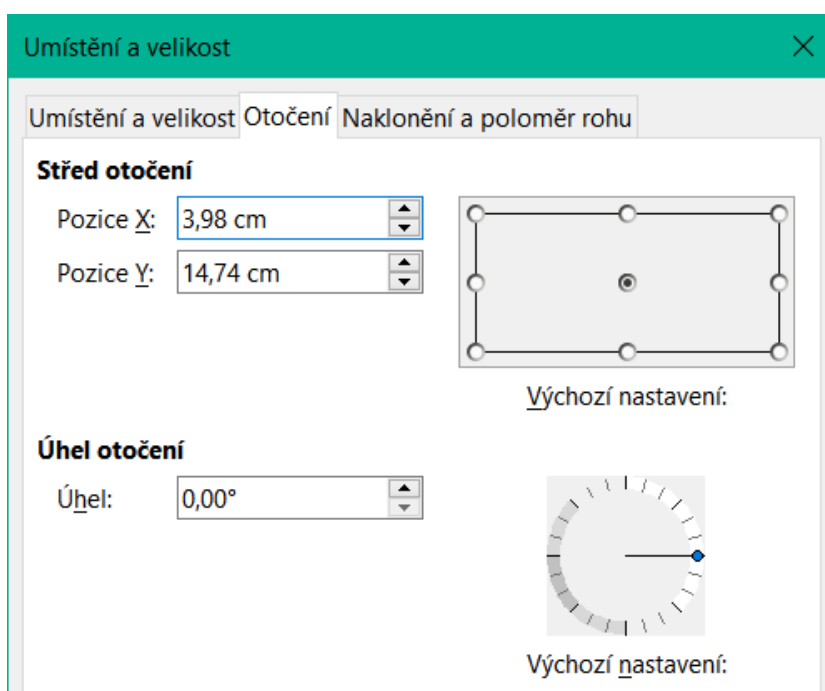 Umístění a velikost
Umístění a velikost Otočení Naklonění a poloměr rohu
Střed otočení
Pozice X: 3,98 cm
Pozice Y: 14,74 cm
Výchozí nastavení:
Úhel otočení
Úhel: 0,00°
Výchozí nastavení: